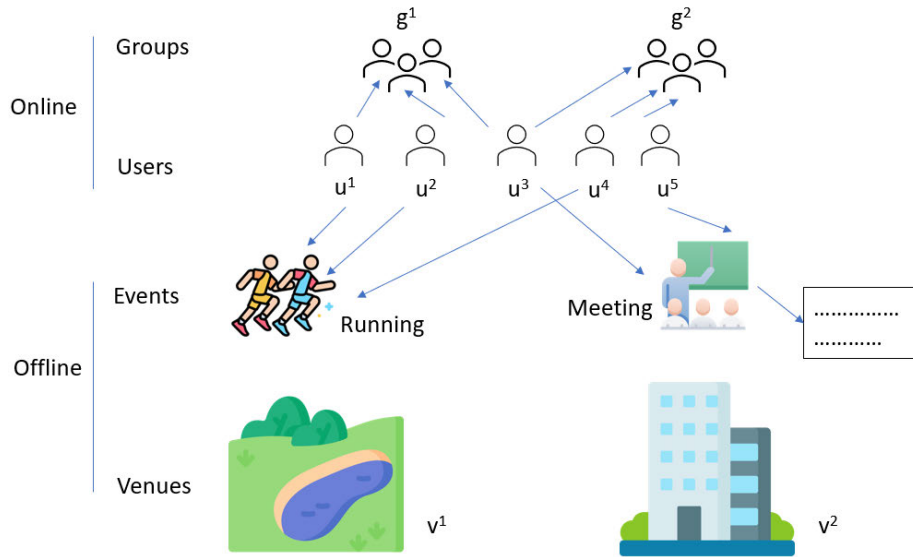 g¹ g²
Groups
Online
Users
u¹ u² u³ u⁴ u⁵
Events
Running
Meeting
……………
…………
Offline
Venues
v¹ v²